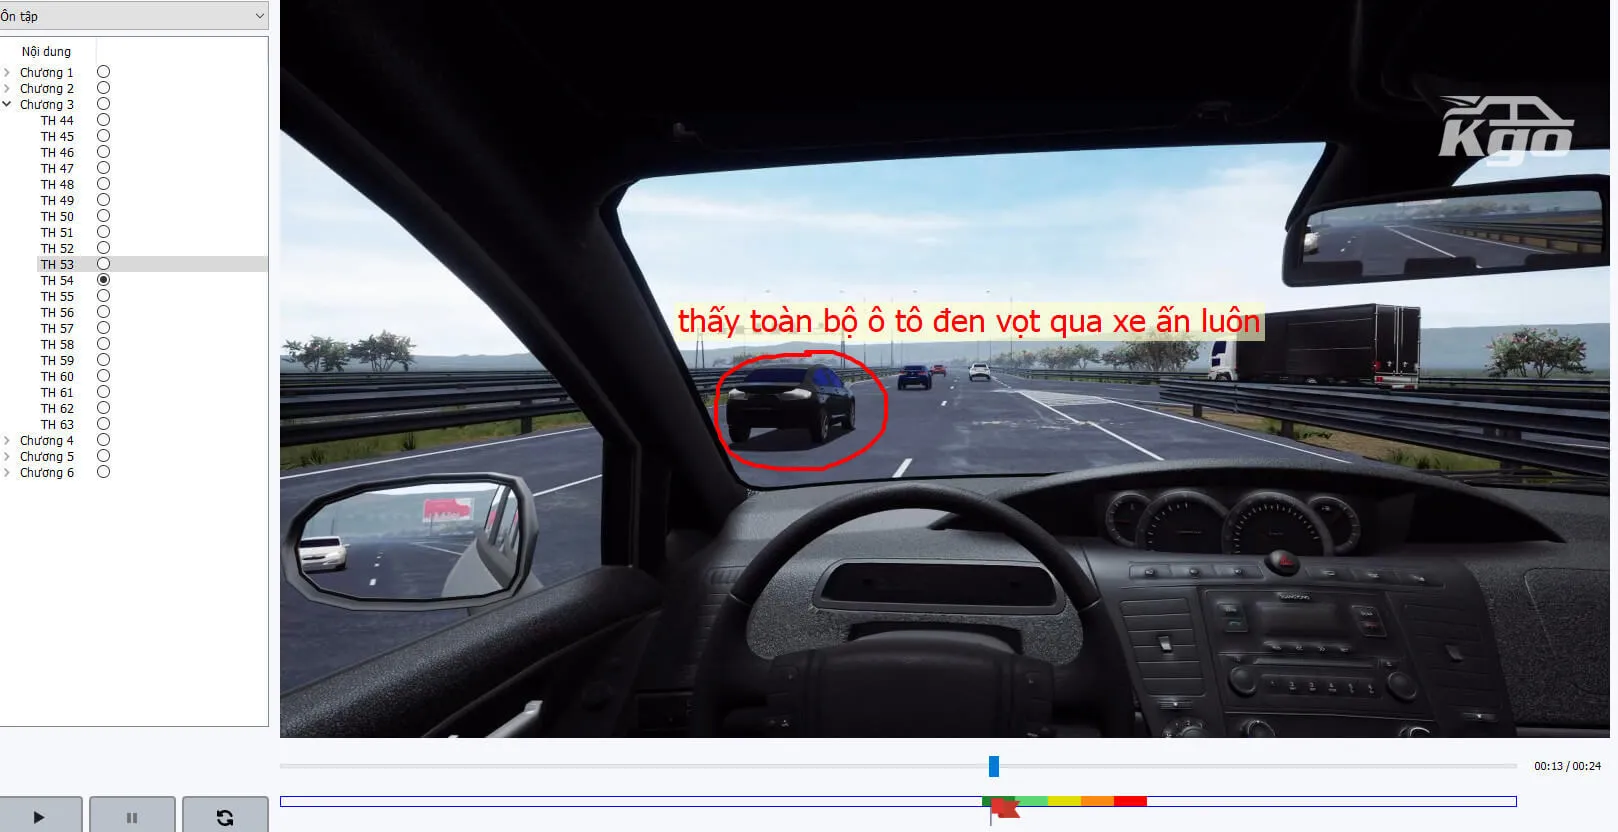 Ôn tập
Nội dung
Chương 1
Chương 2
Chương 3
TH 44
TH 45
TH 46
TH 47
TH 48
TH 49
TH 50
TH 51
TH 52
TH 53
TH 54
TH 55
TH 56
TH 57
TH 58
TH 59
TH 60
TH 61
TH 62
TH 63
Chương 4
Chương 5
Chương 6
Kgo
thấy toàn bộ ô tô đen vọt qua xe ấn luôn
SSANGYONG
00:13 / 00:24